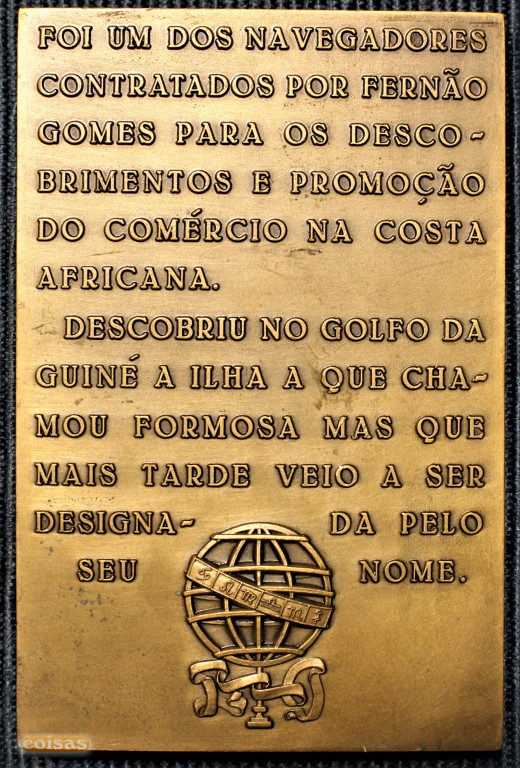 FOI UM DOS NAVEGADORES
CONTRATADOS POR FERNÃO
GOMES PARA OS DESCO-
BRIMENTOS E PROMOÇÃO
DO COMÉRCIO NA COSTA
AFRICANA.
DESCOBRIU NO GOLFO DA
GUINÉ A ILHA A QUE CHA-
MOU FORMOSA MAS QUE
MAIS TARDE VEIO A SER
DESIGNA- DA PELO
SEU NOME.
coisas